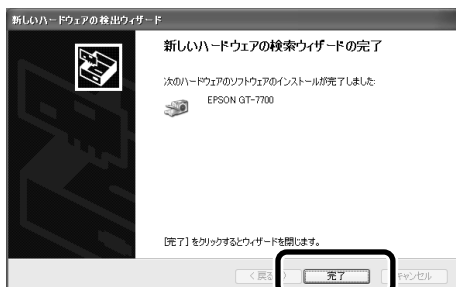 新しいハードウェアの検出ウィザード
新しいハードウェアの検索ウィザードの完了
次のハードウェアのソフトウェアのインストールが完了しました:
EPSON GT-7700
[完了]をクリックするとウィザードを閉じます。
完了
キャンセル